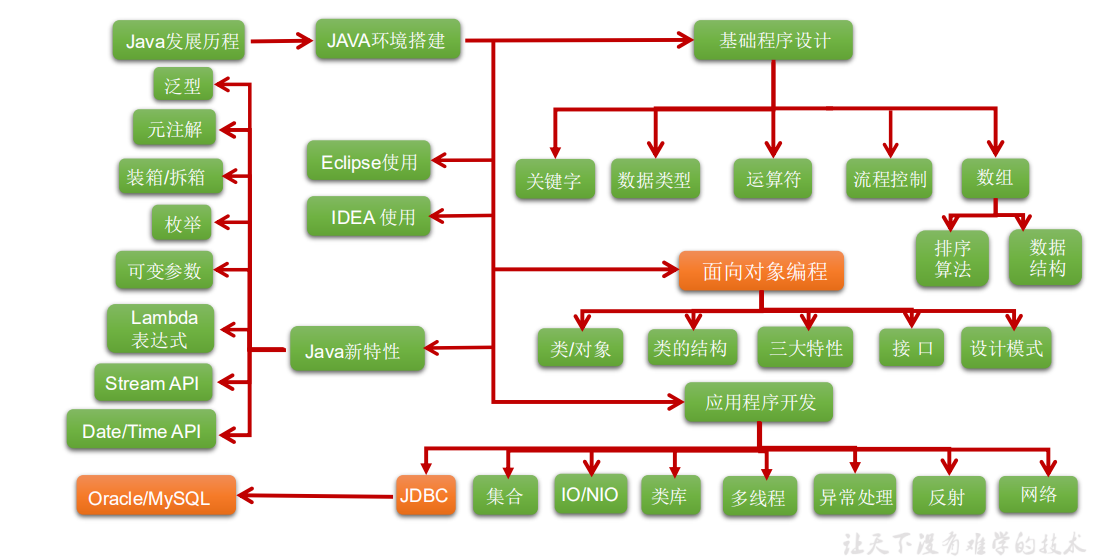 Java发展历程
JAVA环境搭建
基础程序设计
泛型
元注解
装箱/拆箱
枚举
可变参数
Lambda
表达式
Stream API
Date/Time API
Java新特性
Eclipse使用
IDEA 使用
关键字
数据类型
运算符
流程控制
数组
排序
算法
数据
结构
面向对象编程
类/对象
类的结构
三大特性
接 口
设计模式
应用程序开发
Oracle/MySQL
JDBC
集合
IO/NIO
类库
多线程
异常处理
反射
网络
让天下没有难学的技术